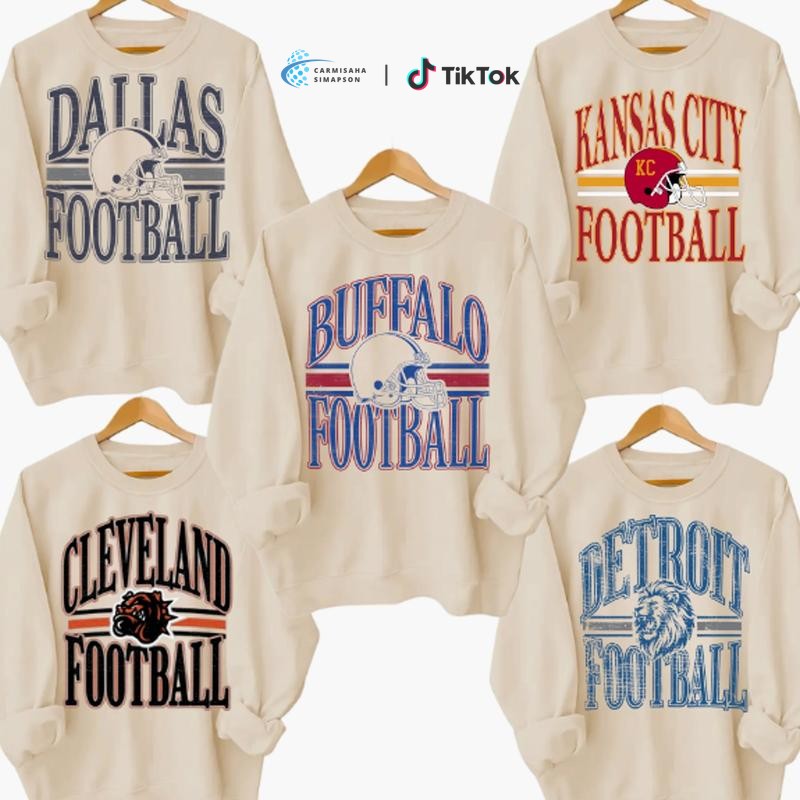 CARMISAHA
SIMAPSON
|
TikTok
DALLAS
FOOTBALL
KANSAS CITY
KC
FOOTBALL
BUFFALO
FOOTBALL
CLEVELAND
FOOTBALL
DETROIT
FOOTBALL